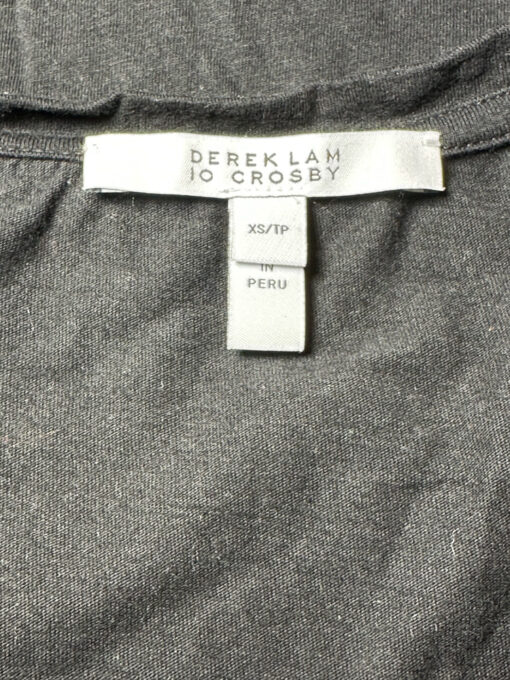 DEREK LAM
10 CROSBY
XS/TP
IN
PERU